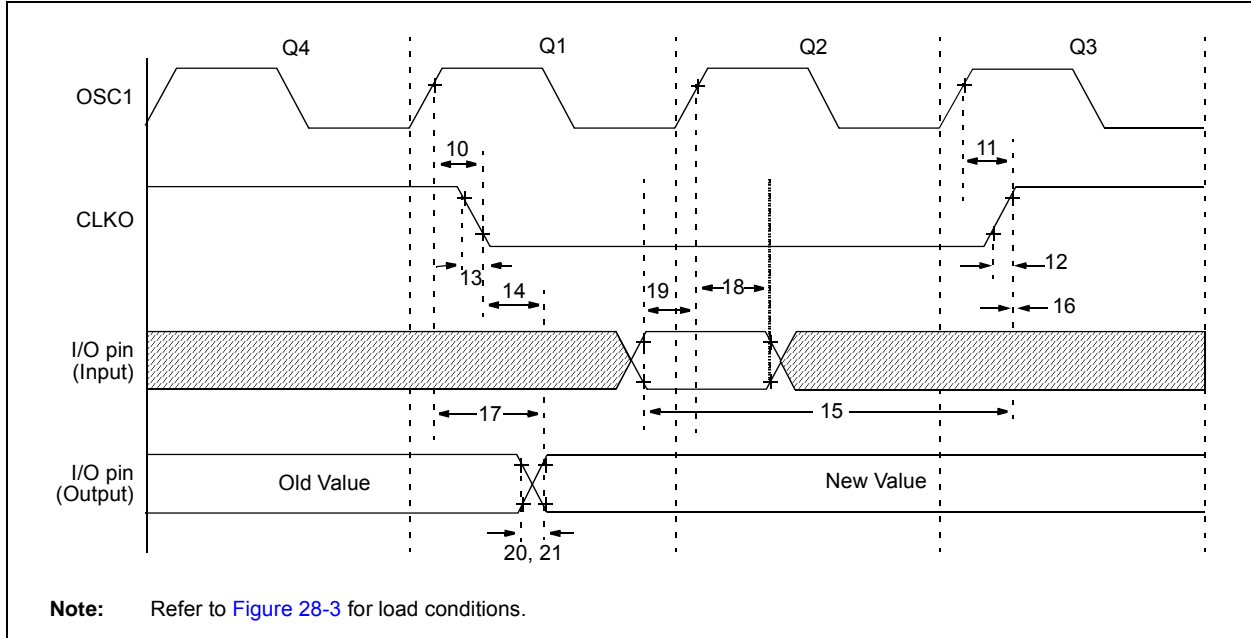 Q4 Q1 Q2 Q3
OSC1
10 11
CLKO
13 12
14 19 18 16
I/O pin
(Input)
17 15
I/O pin
(Output)
Old Value New Value
20, 21
Note: Refer to Figure 28-3 for load conditions.